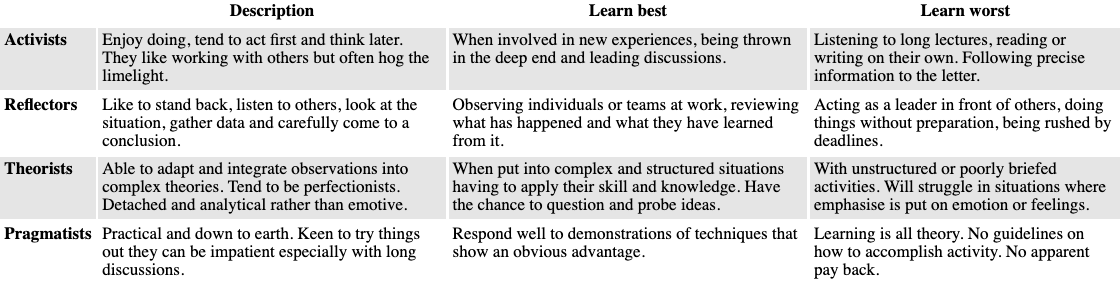 Description Learn best Learn worst
Activists Enjoy doing, tend to act first and think later. When involved in new experiences, being thrown Listening to long lectures, reading or
They like working with others but often hog the in the deep end and leading discussions. writing on their own. Following precise
limelight. information to the letter.
Reflectors Like to stand back, listen to others, look at the Observing individuals or teams at work, reviewing Acting as a leader in front of others, doing
situation, gather data and carefully come to a what has happened and what they have learned things without preparation, being rushed by
conclusion. from it. deadlines.
Theorists Able to adapt and integrate observations into When put into complex and structured situations With unstructured or poorly briefed
complex theories. Tend to be perfectionists. having to apply their skill and knowledge. Have activities. Will struggle in situations where
Detached and analytical rather than emotive. the chance to question and probe ideas. emphasise is put on emotion or feelings.
Pragmatists Practical and down to earth. Keen to try things Respond well to demonstrations of techniques that Learning is all theory. No guidelines on
out they can be impatient especially with long show an obvious advantage. how to accomplish activity. No apparent
discussions. pay back.